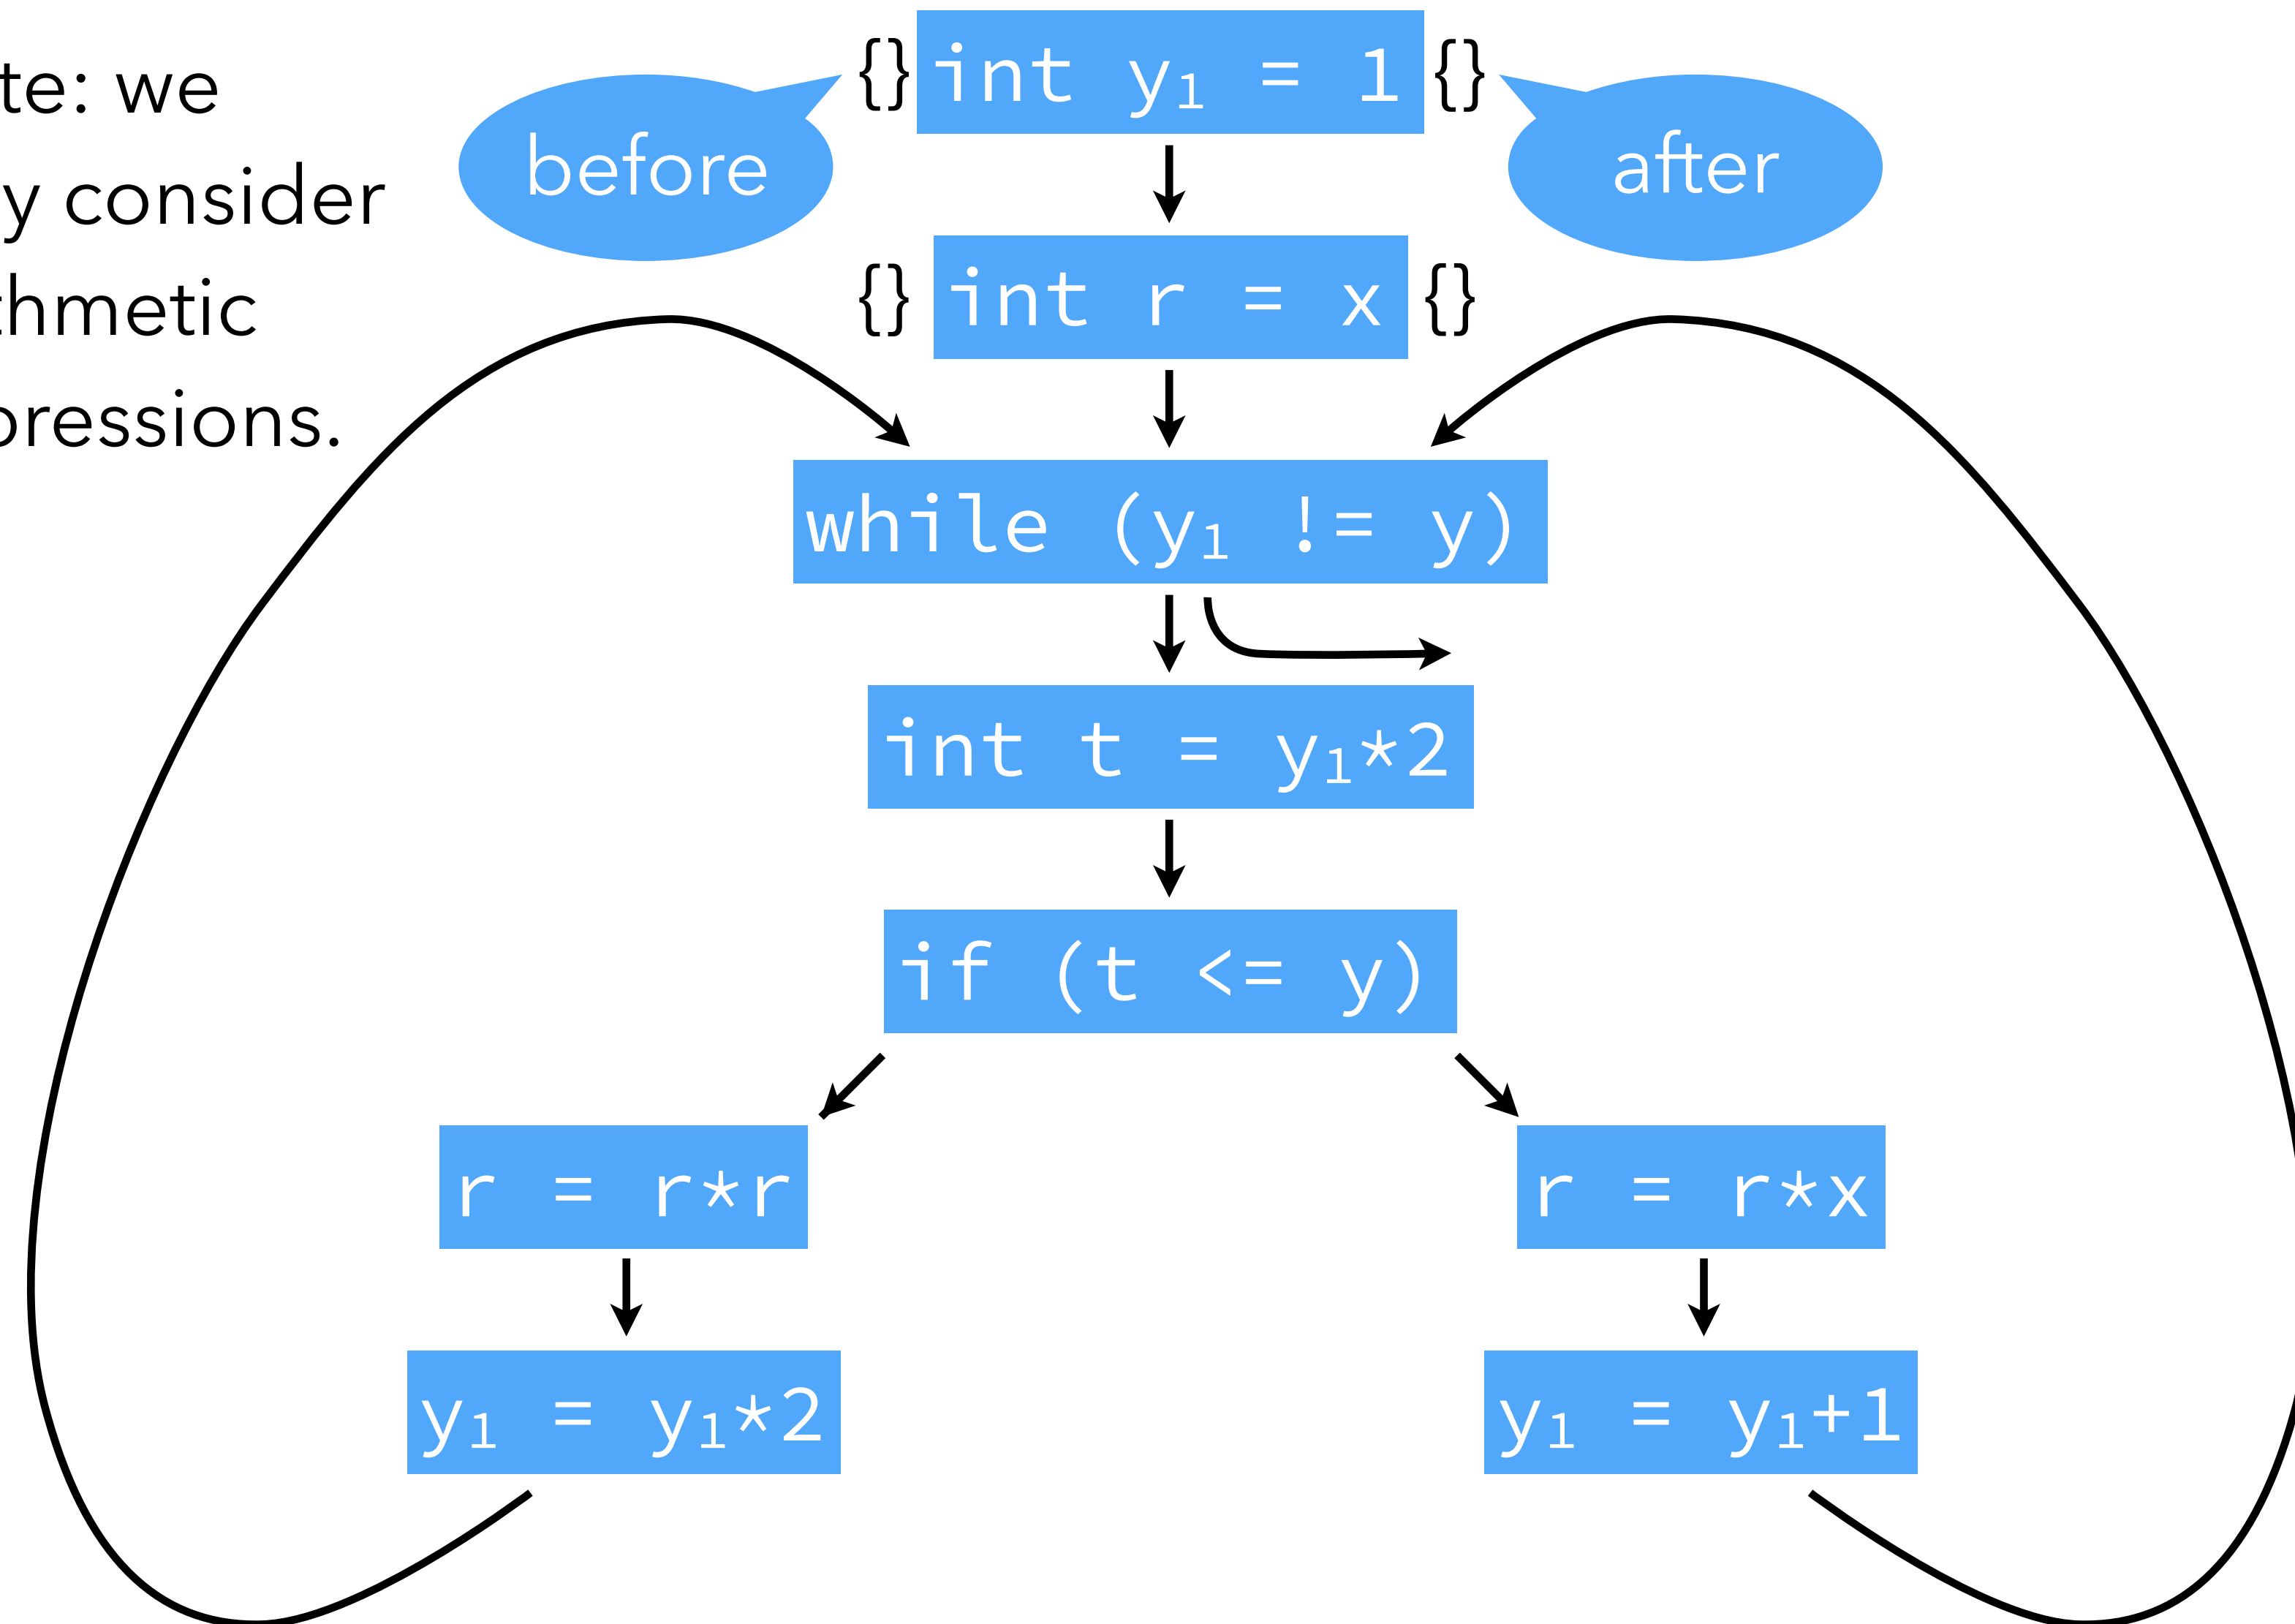 {} int y₁ = 1 {}
te: we
y consider
thmetic
pressions.
before
after
{} int r = x {}
while (y₁ != y)
int t = y₁*2
if (t <= y)
r = r*r
r = r*x
y₁ = y₁*2
y₁ = y₁+1